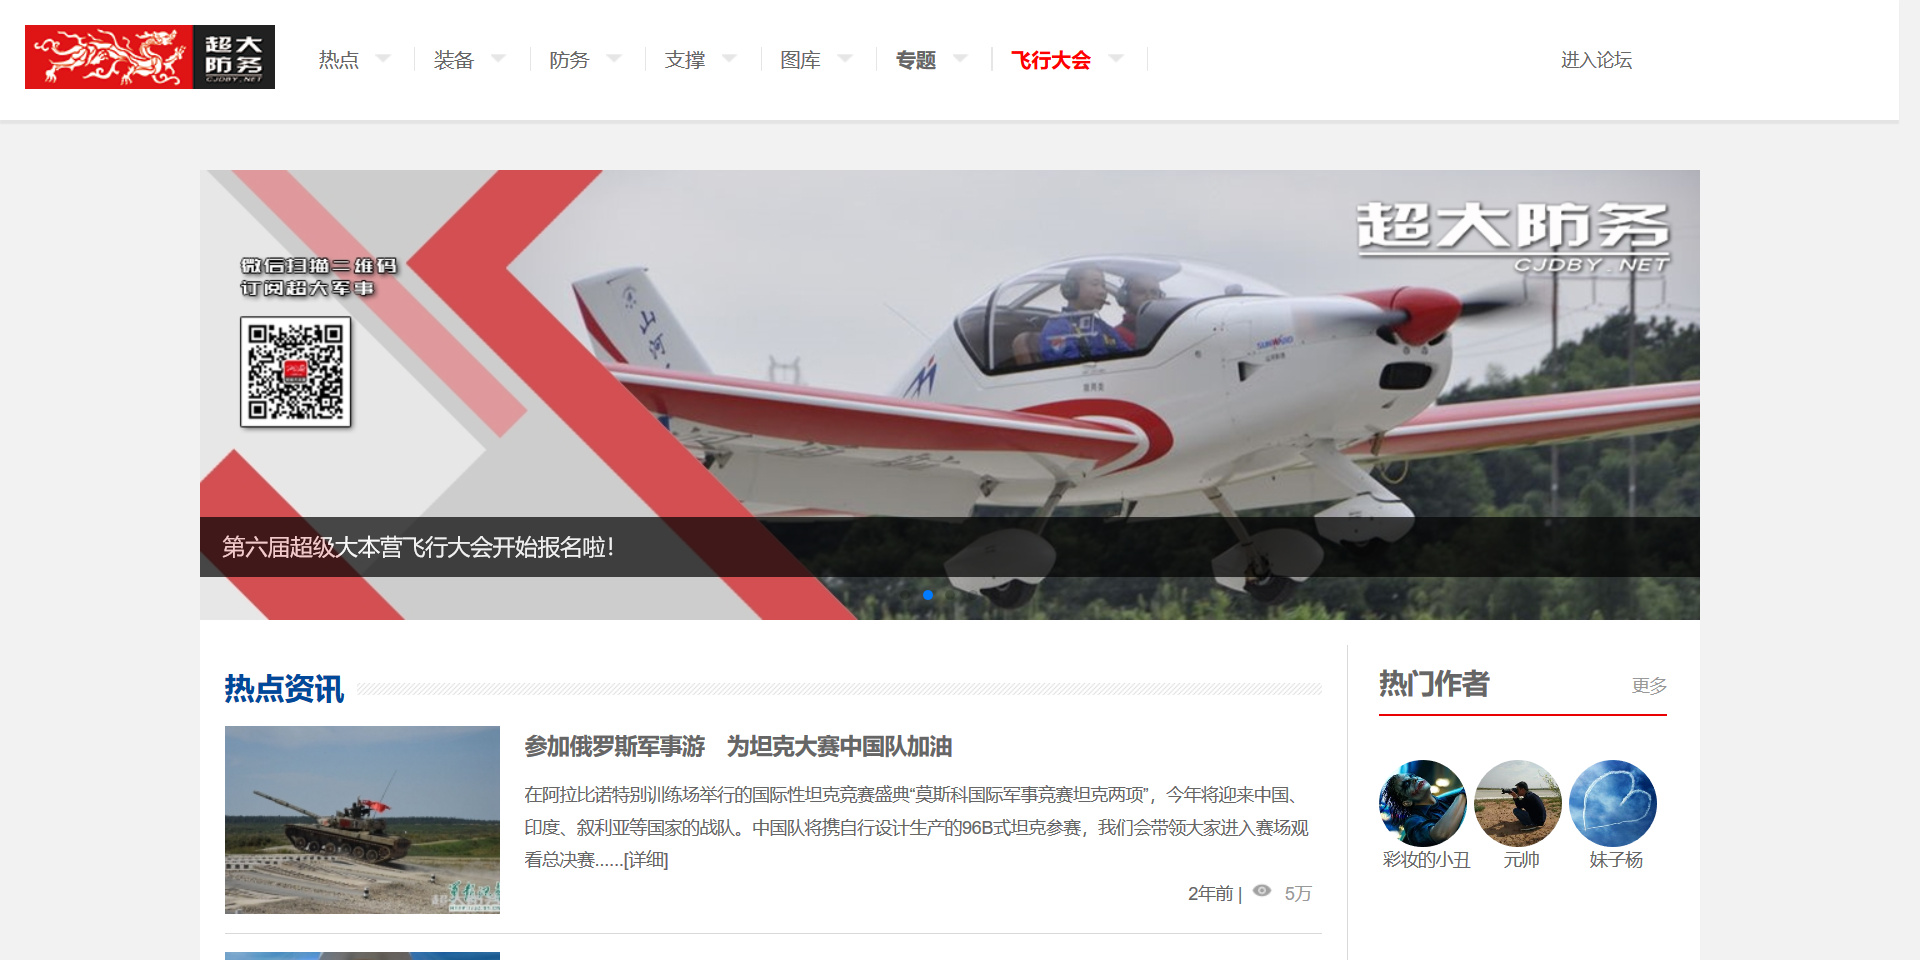 超大
防务
CJDBY.NET
热点
装备
防务
支撑
图库
专题
飞行大会
进入论坛
微信扫描二维码
订阅超大军事
超大防务
CJDBY.NET
山河
SUNWARD
第六届超级大本营飞行大会开始报名啦！
热点资讯
参加俄罗斯军事游　为坦克大赛中国队加油
在阿拉比诺特别训练场举行的国际性坦克竞赛盛典“莫斯科国际军事竞赛坦克两项”，今年将迎来中国、
印度、叙利亚等国家的战队。中国队将携自行设计生产的96B式坦克参赛，我们会带领大家进入赛场观
看总决赛......[详细]
2年前 | 5万
热门作者
更多
彩妆的小丑
元帅
妹子杨